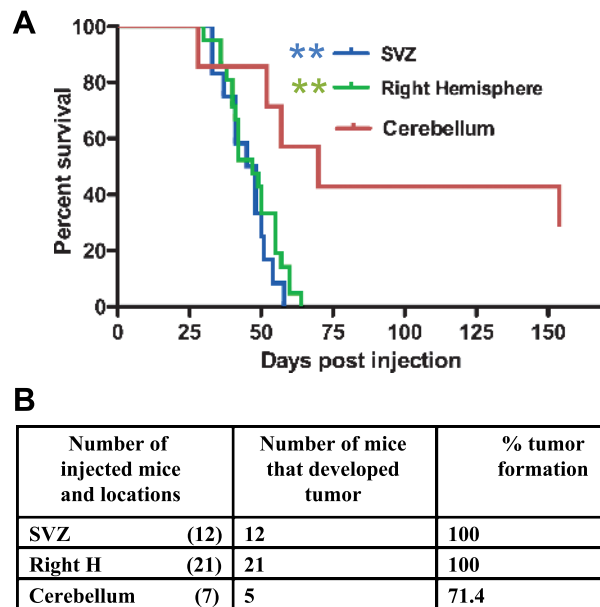 A
100
80
60
40
20
0
Percent survival
** SVZ
** Right Hemisphere
Cerebellum
0 25 50 75 100 125 150
Days post injection
B
Number of injected mice and locations
Number of mice that developed tumor
% tumor formation
SVZ (12) 12 100
Right H (21) 21 100
Cerebellum (7) 5 71.4